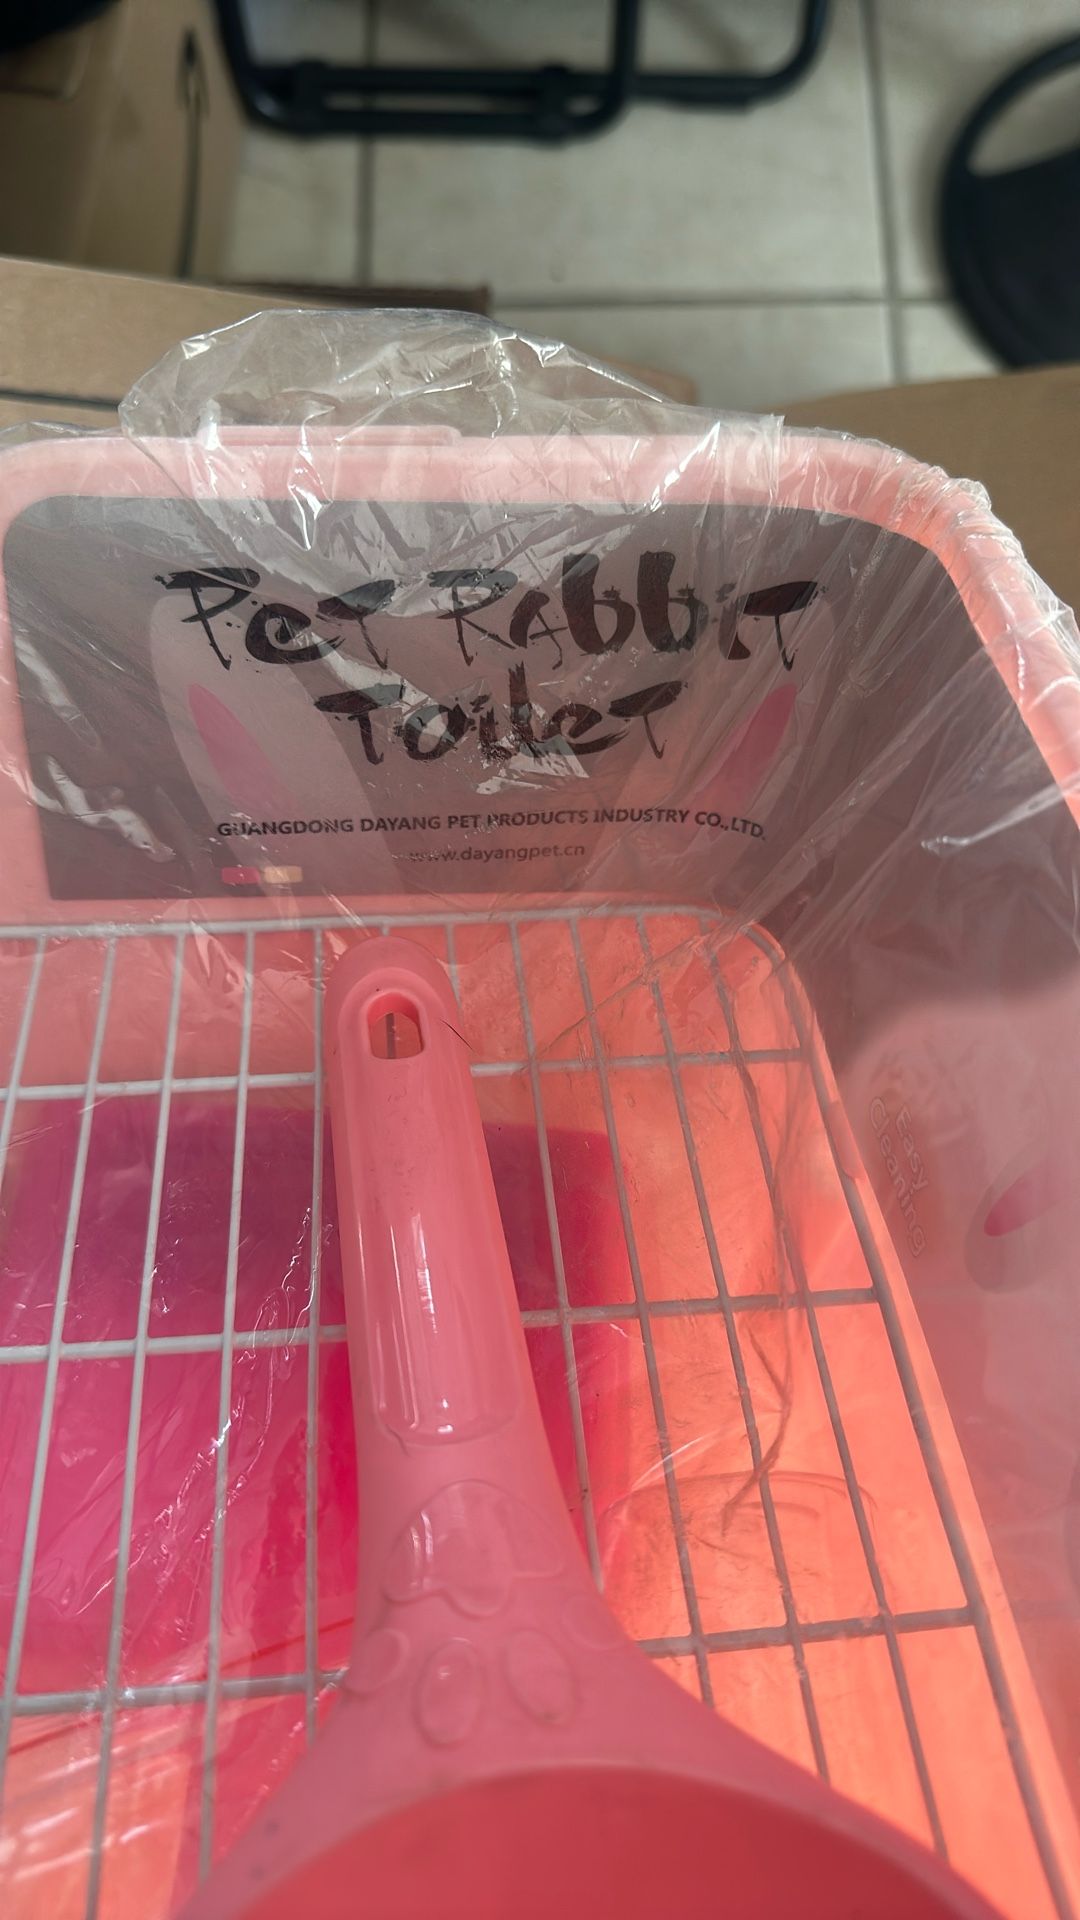 Pet Rabbit
Toilet
GUANGDONG DAYANG PET PRODUCTS INDUSTRY CO.,LTD.
www.dayangpet.cn
Easy
Cleaning